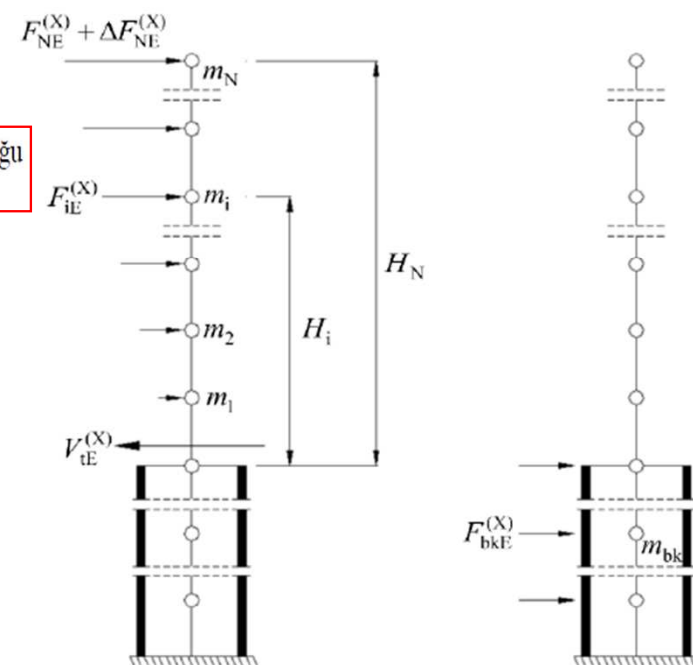 F_NE^(X) + ΔF_NE^(X)
m_N
ğu
F_iE^(X)
m_i
H_N
m_2
H_i
m_1
V_tE^(X)
F_bkE^(X)
m_bk